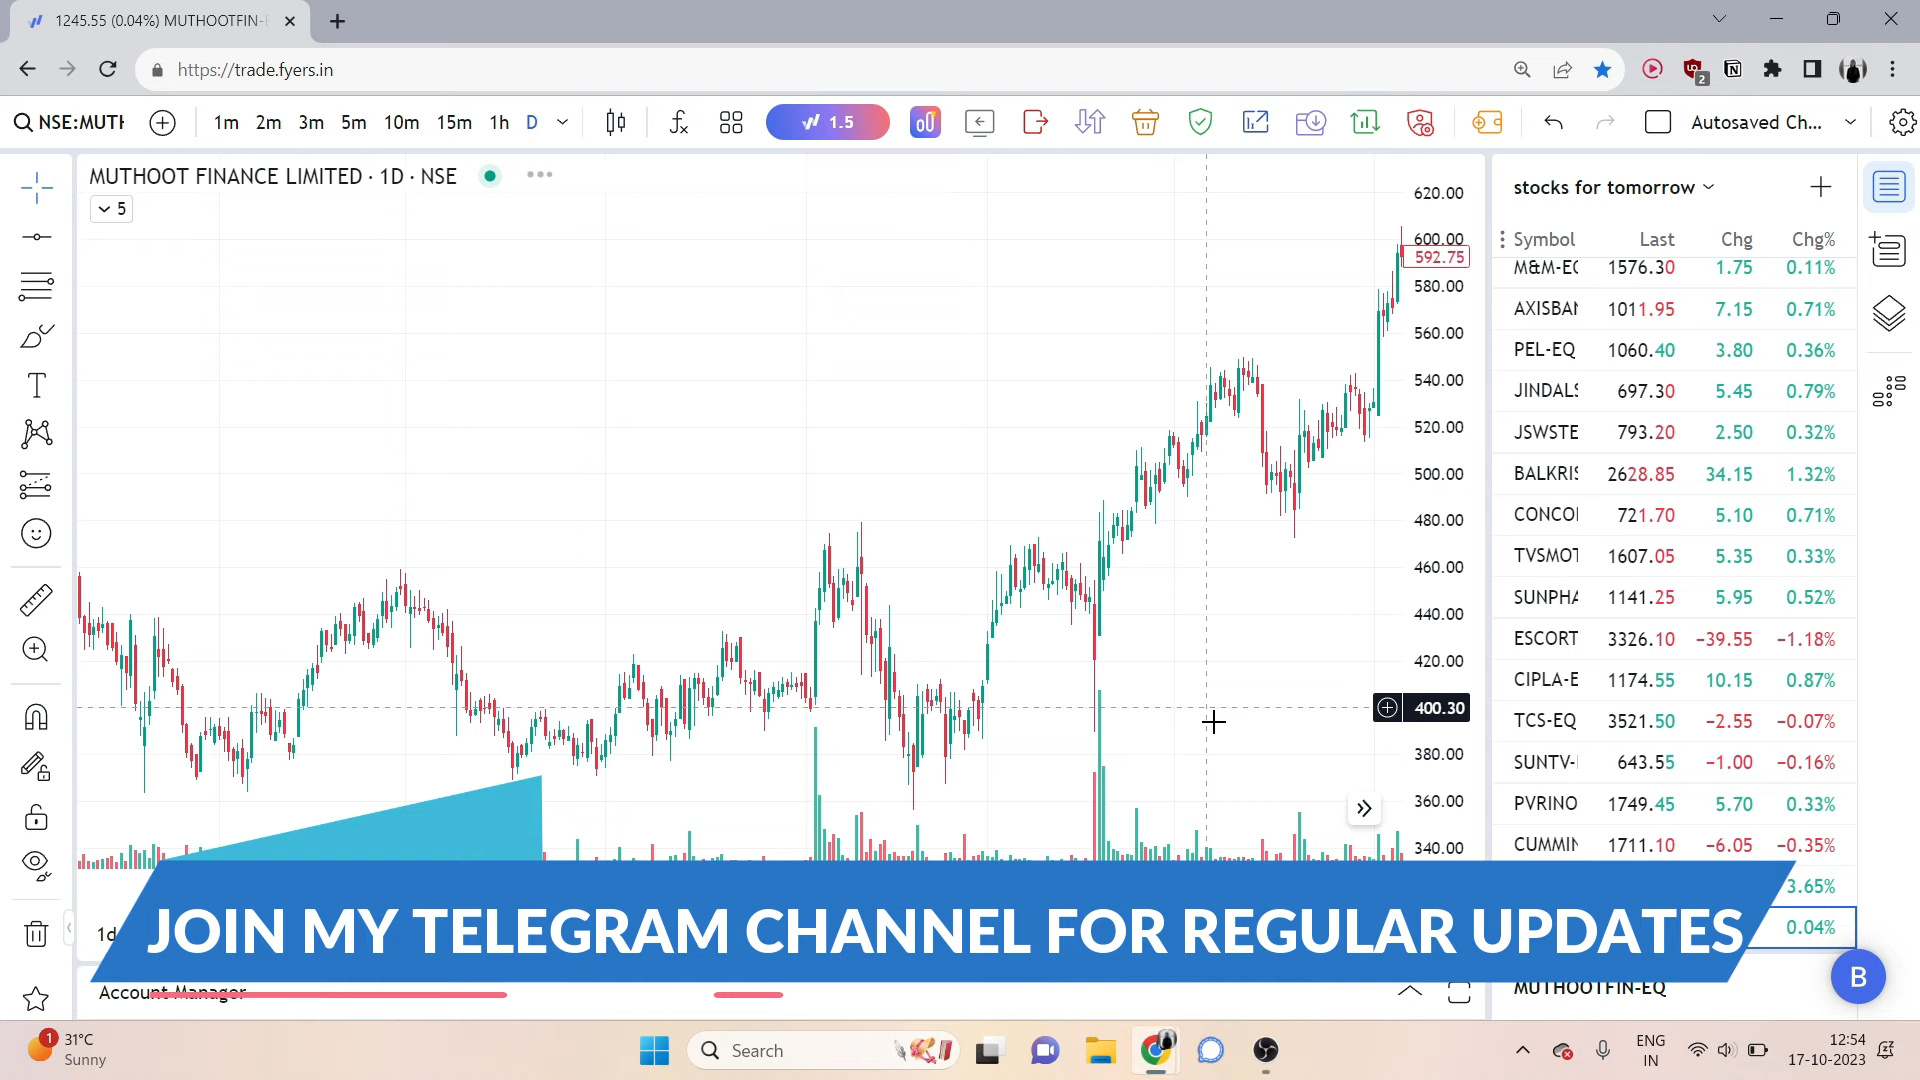 1245.55 (0.04%) MUTHOOTFIN-E
https://trade.fyers.in
2
NSE:MUTH
1m 2m 3m 5m 10m 15m 1h D
1.5
Autosaved Ch...
MUTHOOT FINANCE LIMITED · 1D · NSE
5
620.00
600.00
592.75
580.00
560.00
540.00
520.00
500.00
480.00
460.00
440.00
420.00
400.30
380.00
360.00
340.00
stocks for tomorrow
Symbol Last Chg Chg%
M&M-EQ 1576.30 1.75 0.11%
AXISBAN 1011.95 7.15 0.71%
PEL-EQ 1060.40 3.80 0.36%
JINDALS 697.30 5.45 0.79%
JSWSTE 793.20 2.50 0.32%
BALKRIS 2628.85 34.15 1.32%
CONCOR 721.70 5.10 0.71%
TVSMOT 1607.05 5.35 0.33%
SUNPHA 1141.25 5.95 0.52%
ESCORT 3326.10 −39.55 −1.18%
CIPLA-E 1174.55 10.15 0.87%
TCS-EQ 3521.50 −2.55 −0.07%
SUNTV- 643.55 −1.00 −0.16%
PVRINO 1749.45 5.70 0.33%
CUMMIN 1711.10 −6.05 −0.35%
3.65%
0.04%
1d
JOIN MY TELEGRAM CHANNEL FOR REGULAR UPDATES
Account Manager
MUTHOOTFIN-EQ
B
1
31°C
Sunny
Search
ENG
IN
12:54
17-10-2023